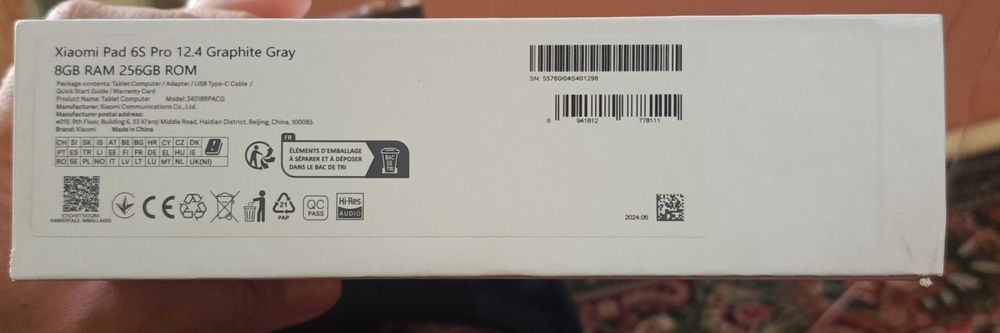 Xiaomi Pad 6S Pro 12.4 Graphite Gray
8GB RAM 256GB ROM
Package contents: Tablet Computer / Adapter / USB Type-C Cable /
Quick Start Guide / Warranty Card
Product Name: Tablet Computer Model: 24018RPACG
Manufacturer: Xiaomi Communications Co., Ltd.
Manufacturer postal address:
#019, 9th Floor, Building 6, 33 Xi'erqi Middle Road, Haidian District, Beijing, China, 100085
Brand: Xiaomi Made in China
CH SI SK IS AT BE BG HR CY CZ DK
PT ES TR LI EE FI FR DE EL HU IE
RO SE PL NO IT LV LT LU MT NL UK(NI)
FR
ÉLÉMENTS D'EMBALLAGE
À SÉPARER ET À DÉPOSER
DANS LE BAC DE TRI
BAC
DE
TRI
ETICHETTATURA
AMBIENTALE IMBALLAGGI
CE
21
PAP
QC
PASS
Hi-Res
AUDIO
SN 55760/04S401298
6 941812 778111
2024.05